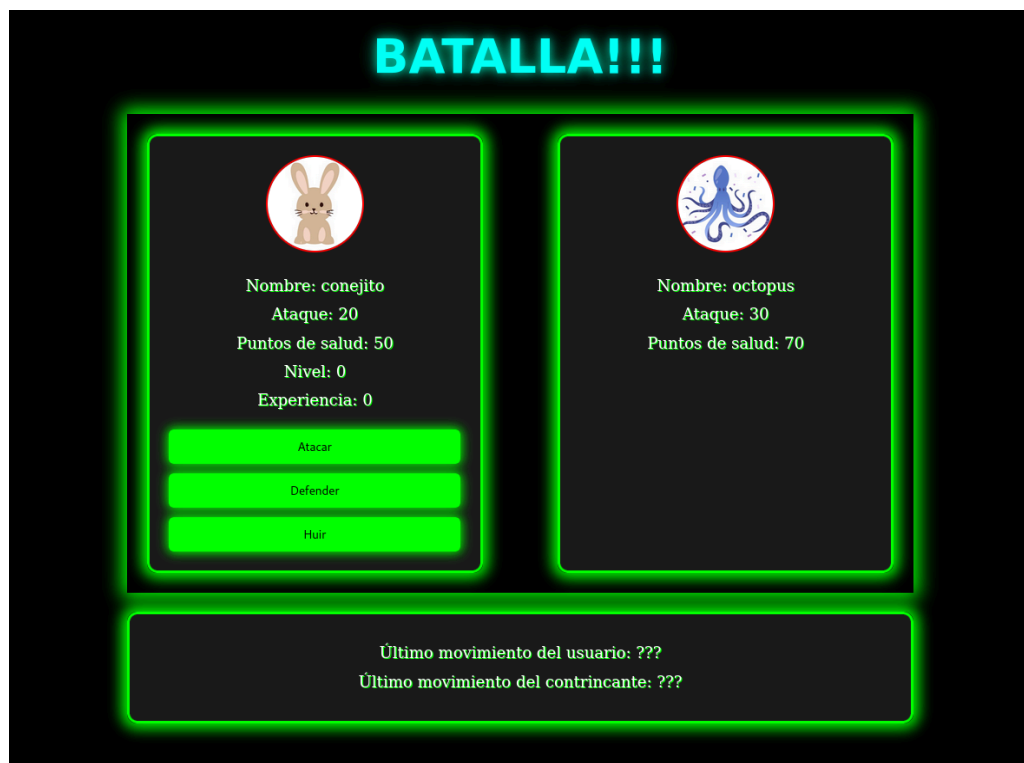 BATALLA!!!
Nombre: conejito
Ataque: 20
Puntos de salud: 50
Nivel: 0
Experiencia: 0
Atacar
Defender
Huir
Nombre: octopus
Ataque: 30
Puntos de salud: 70
Último movimiento del usuario: ???
Último movimiento del contrincante: ???